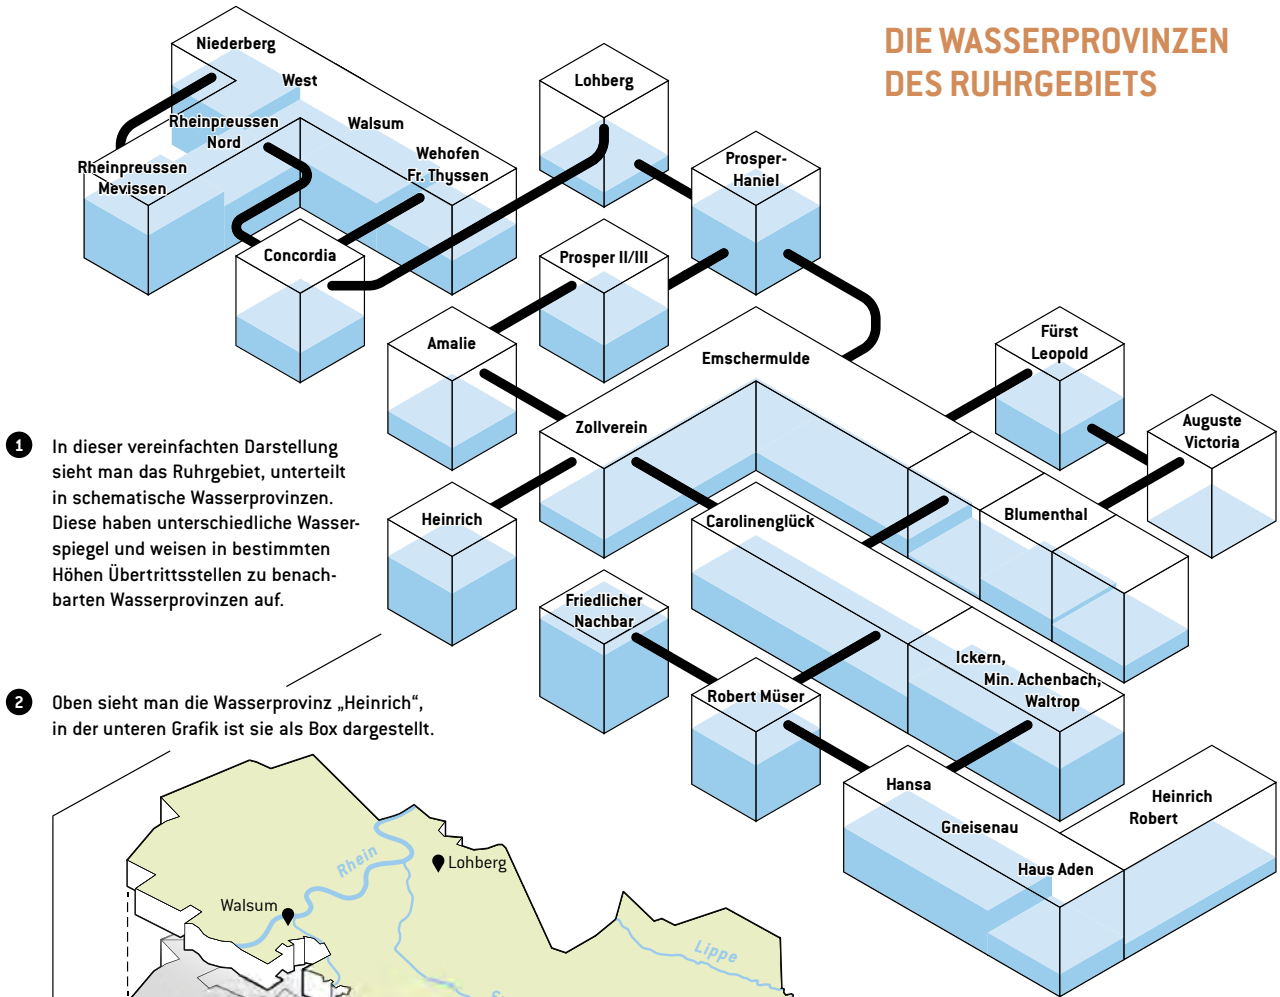 DIE WASSERPROVINZEN
DES RUHRGEBIETS
Niederberg
West
Rheinpreussen
Nord
Walsum
Rheinpreussen
Mevissen
Wehofen
Fr. Thyssen
Lohberg
Prosper-
Haniel
Concordia
Prosper II/III
Amalie
Emschermulde
Fürst
Leopold
Zollverein
Auguste
Victoria
1
In dieser vereinfachten Darstellung
sieht man das Ruhrgebiet, unterteilt
in schematische Wasserprovinzen.
Diese haben unterschiedliche Wasser-
spiegel und weisen in bestimmten
Höhen Übertrittsstellen zu benach-
barten Wasserprovinzen auf.
Heinrich
Carolinenglück
Blumenthal
Friedlicher
Nachbar
Ickern,
Min. Achenbach,
Waltrop
Robert Müser
2
Oben sieht man die Wasserprovinz „Heinrich“,
in der unteren Grafik ist sie als Box dargestellt.
Hansa
Gneisenau
Haus Aden
Heinrich
Robert
Rhein
Lohberg
Walsum
Lippe